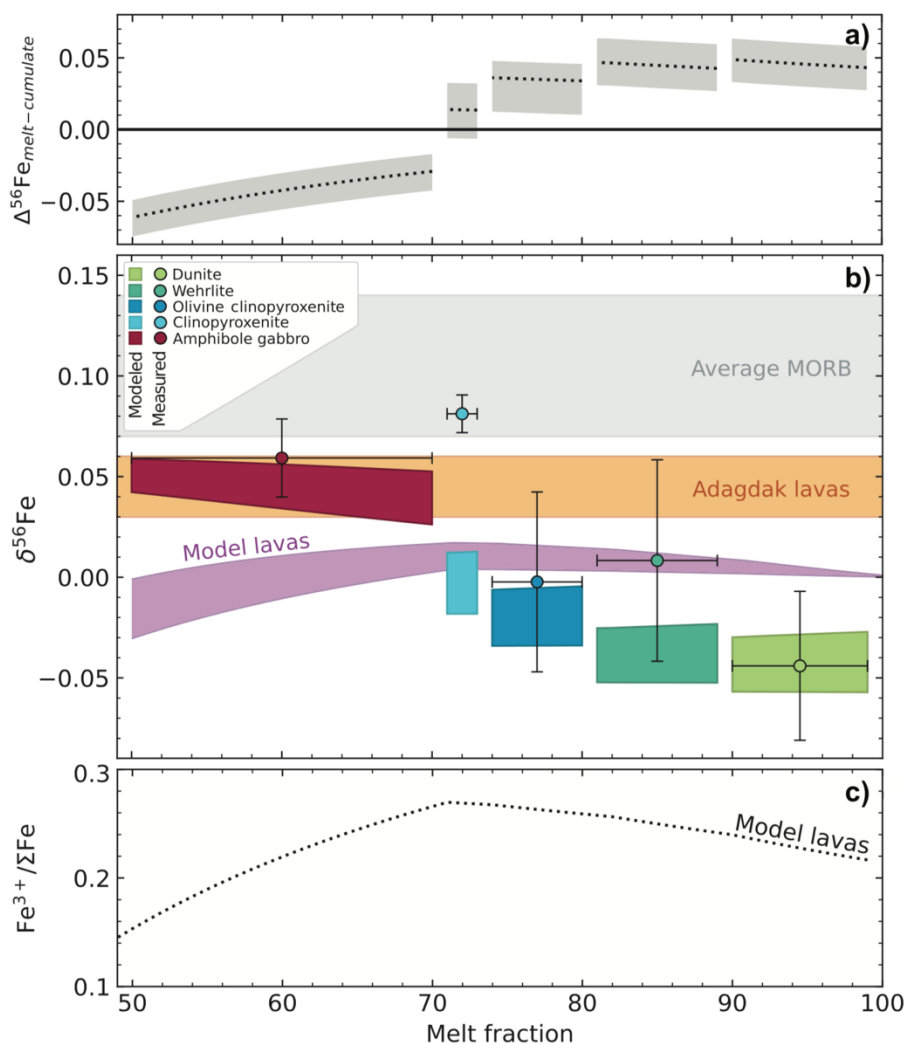 a)
Δ⁵⁶Fe melt−cumulate
0.05
0.00
−0.05
b)
δ⁵⁶Fe
0.15
0.10
0.05
0.00
−0.05
Dunite
Wehrlite
Olivine clinopyroxenite
Clinopyroxenite
Amphibole gabbro
Modeled
Measured
Average MORB
Adagdak lavas
Model lavas
c)
Fe³⁺/ΣFe
0.3
0.2
0.1
Model lavas
50 60 70 80 90 100
Melt fraction